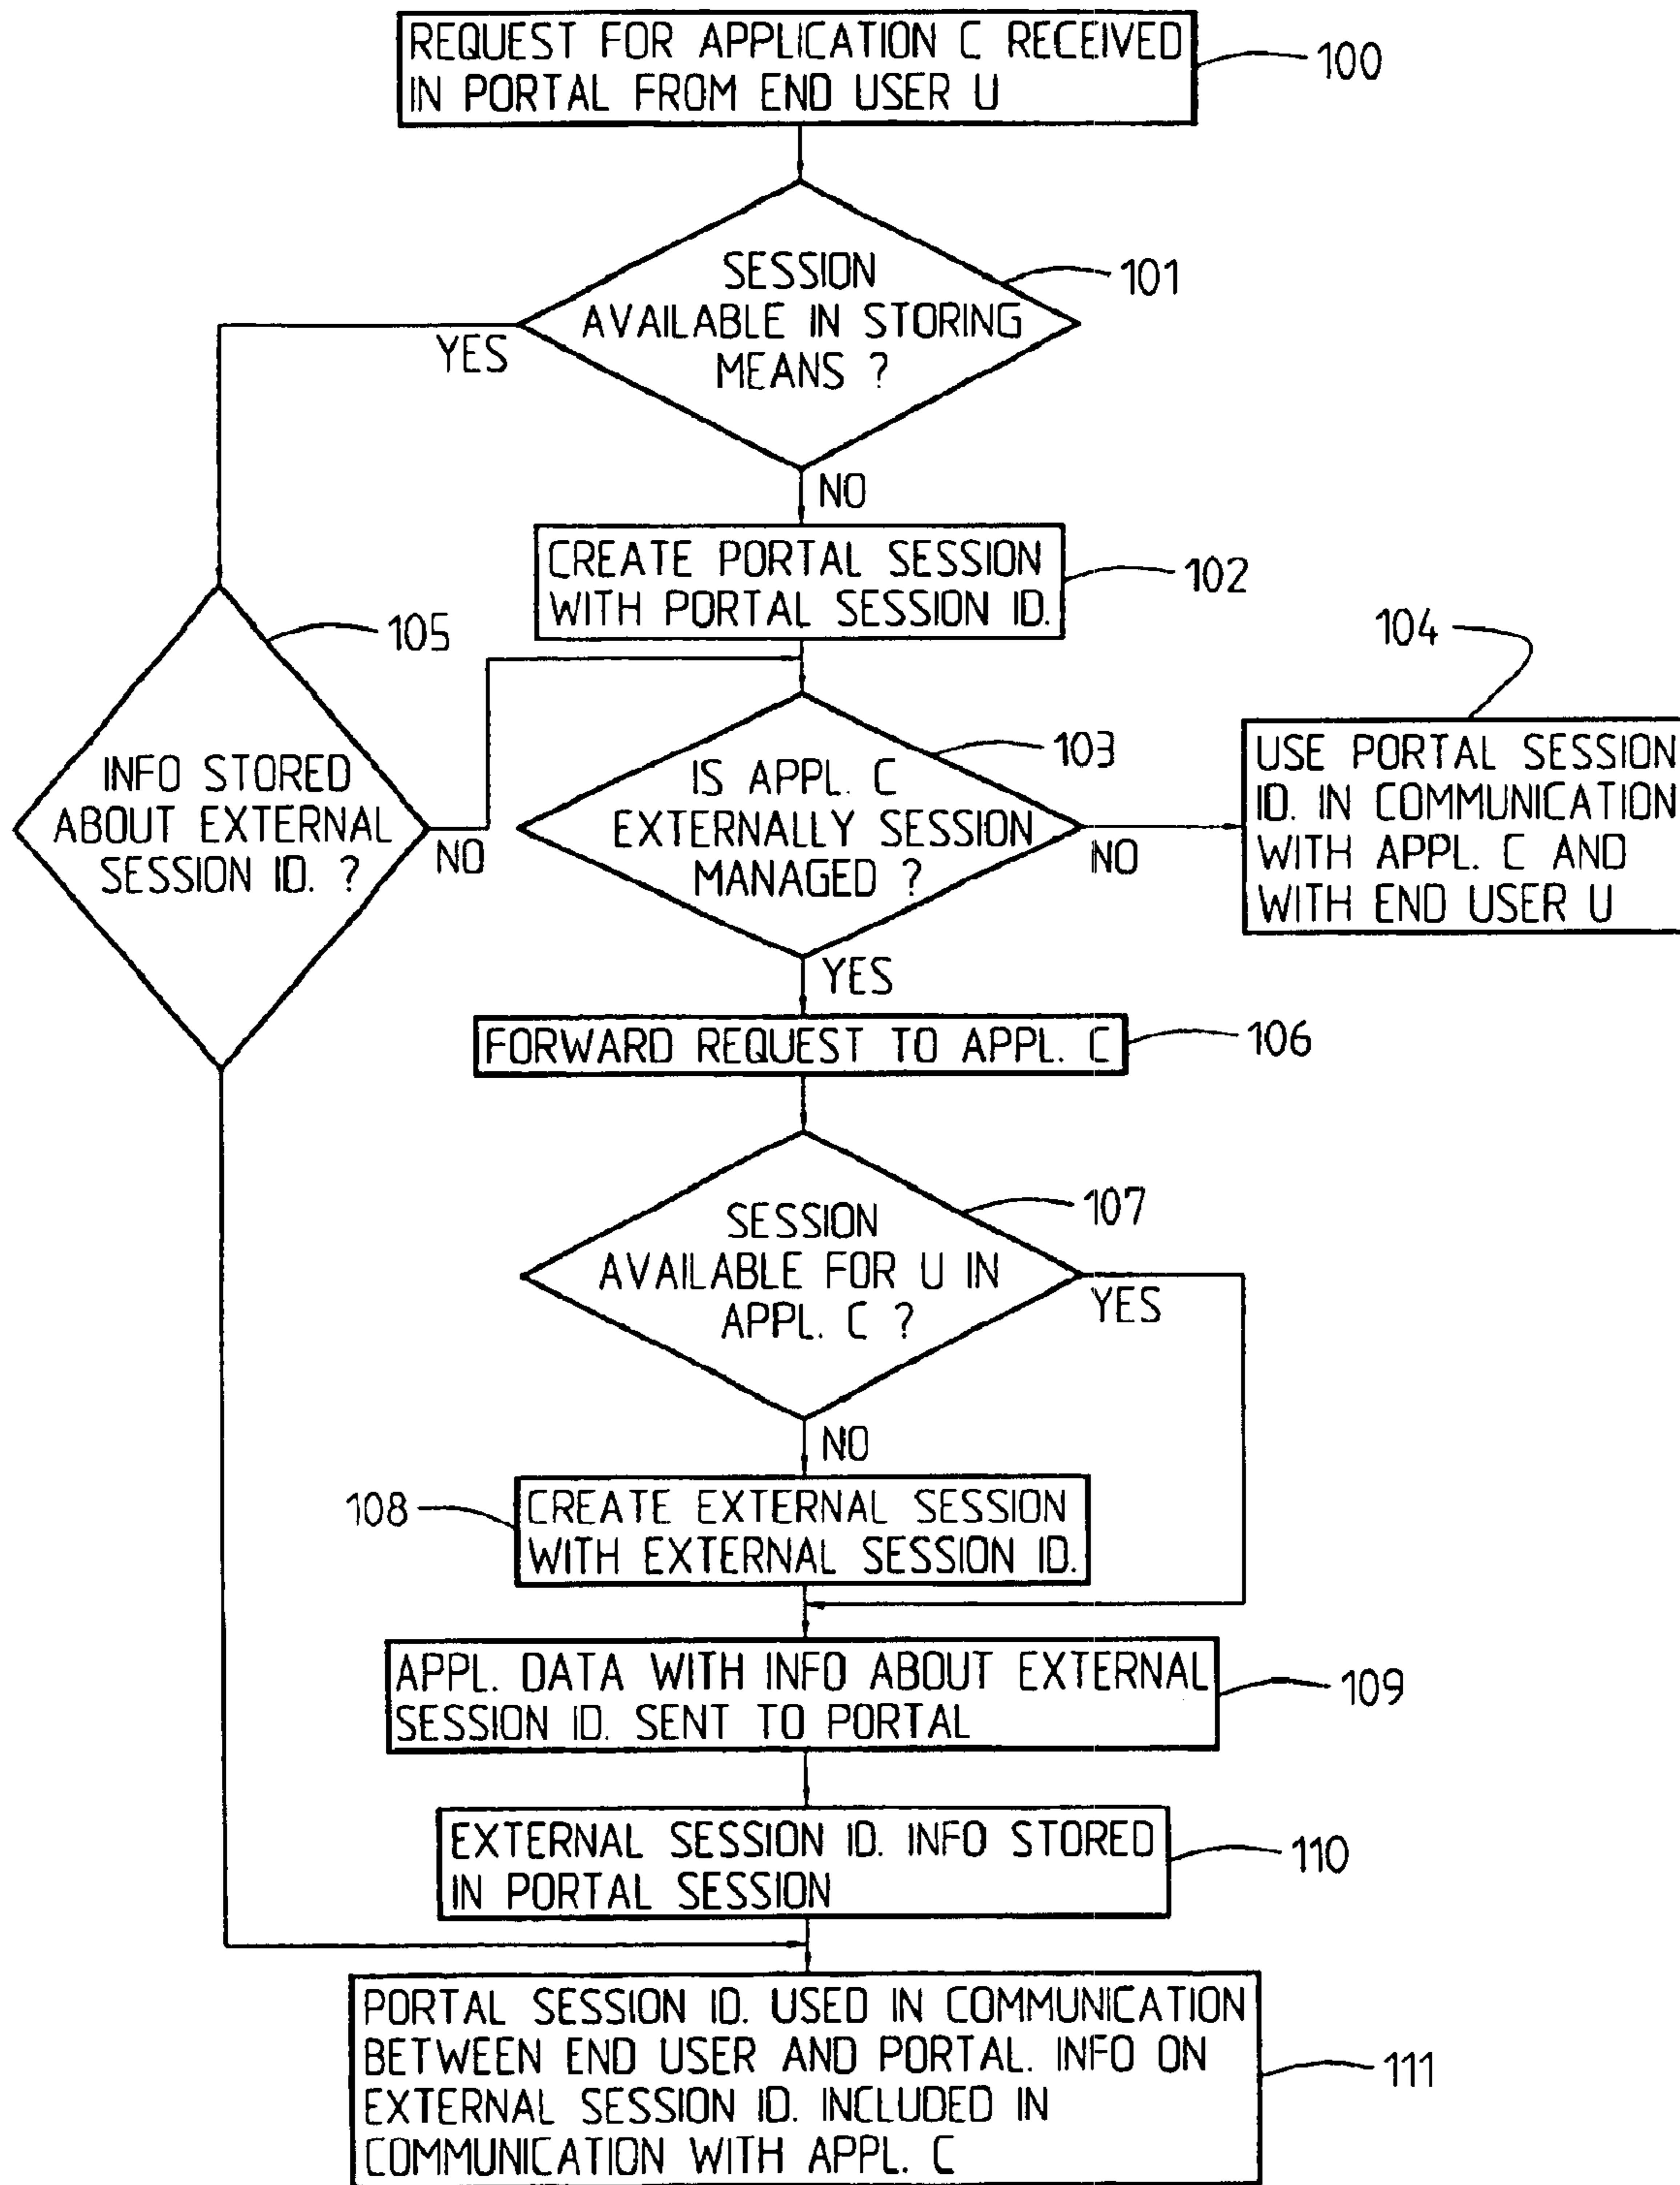 REQUEST FOR APPLICATION C RECEIVED
IN PORTAL FROM END USER U
100
SESSION
AVAILABLE IN STORING
MEANS ?
101
YES
NO
CREATE PORTAL SESSION
WITH PORTAL SESSION ID.
102
105
INFO STORED
ABOUT EXTERNAL
SESSION ID. ?
NO
IS APPL. C
EXTERNALLY SESSION
MANAGED ?
103
NO
104
USE PORTAL SESSION
ID. IN COMMUNICATION
WITH APPL. C AND
WITH END USER U
YES
FORWARD REQUEST TO APPL. C
106
SESSION
AVAILABLE FOR U IN
APPL. C ?
107
YES
NO
108
CREATE EXTERNAL SESSION
WITH EXTERNAL SESSION ID.
APPL. DATA WITH INFO ABOUT EXTERNAL
SESSION ID. SENT TO PORTAL
109
EXTERNAL SESSION ID. INFO STORED
IN PORTAL SESSION
110
PORTAL SESSION ID. USED IN COMMUNICATION
BETWEEN END USER AND PORTAL. INFO ON
EXTERNAL SESSION ID. INCLUDED IN
COMMUNICATION WITH APPL. C
111